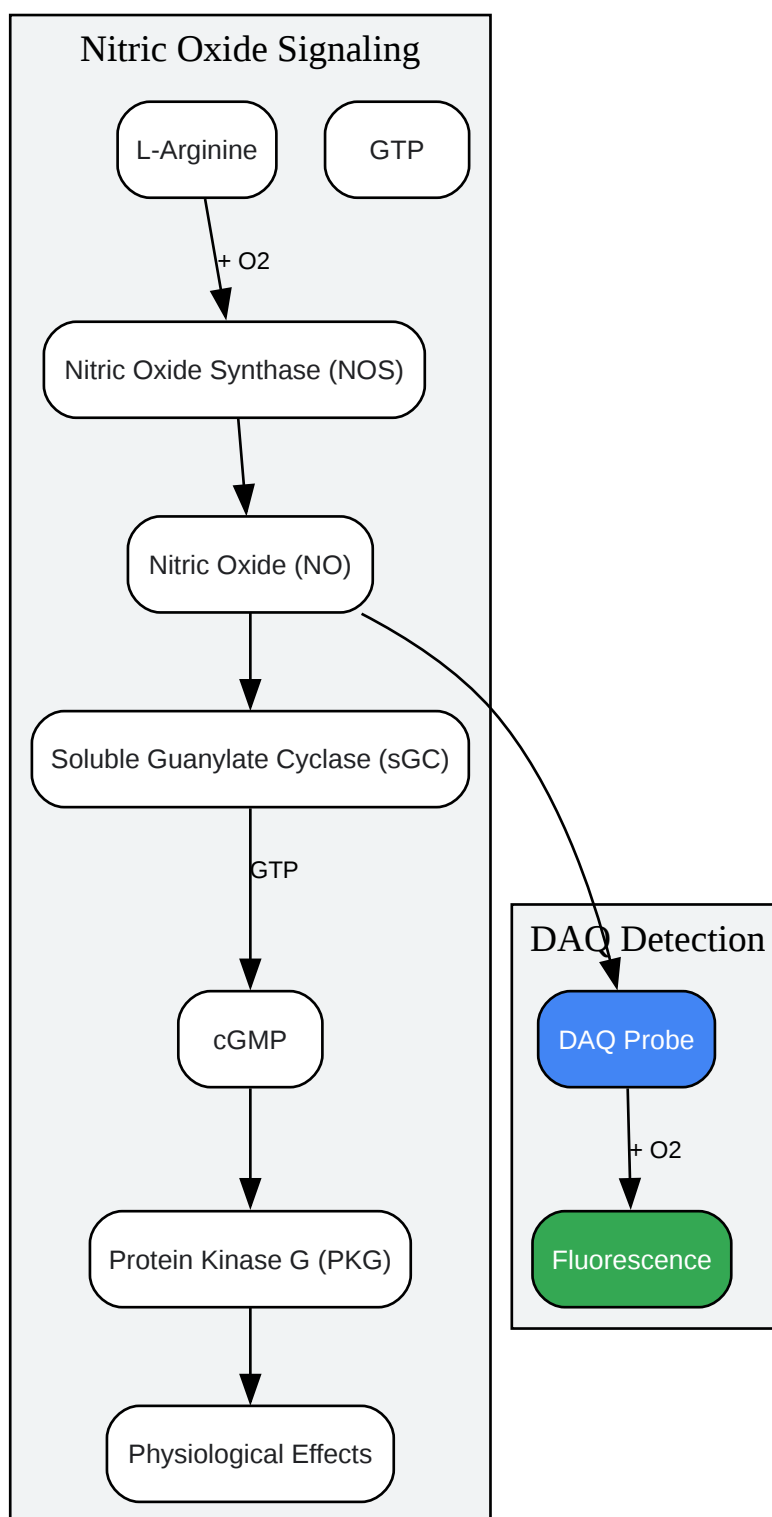 Nitric Oxide Signaling
L-Arginine
GTP
+ O2
Nitric Oxide Synthase (NOS)
Nitric Oxide (NO)
Soluble Guanylate Cyclase (sGC)
GTP
cGMP
Protein Kinase G (PKG)
Physiological Effects
DAQ Detection
DAQ Probe
+ O2
Fluorescence